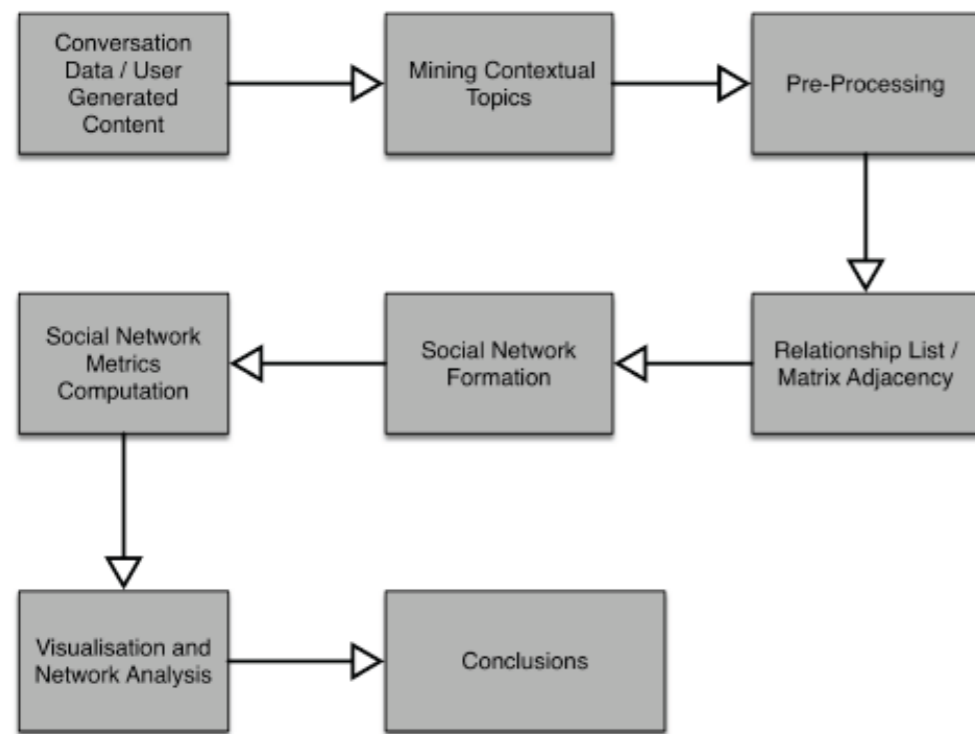 Conversation
Data / User
Generated
Content
Mining Contextual
Topics
Pre-Processing
Relationship List /
Matrix Adjacency
Social Network
Formation
Social Network
Metrics
Computation
Visualisation and
Network Analysis
Conclusions